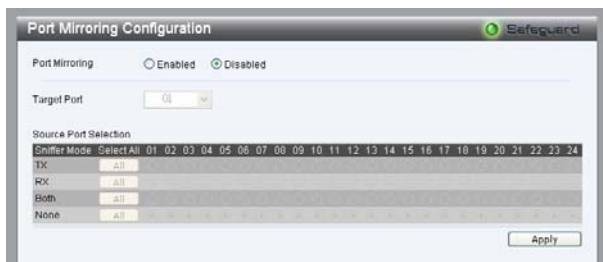 Port Mirroring Configuration
Safeguard
Port Mirroring Enabled Disabled
Target Port 01
Source Port Selection
Sniffer Mode Select All 01 02 03 04 05 06 07 08 09 10 11 12 13 14 15 16 17 18 19 20 21 22 23 24
TX All
RX All
Both All
None All
Apply